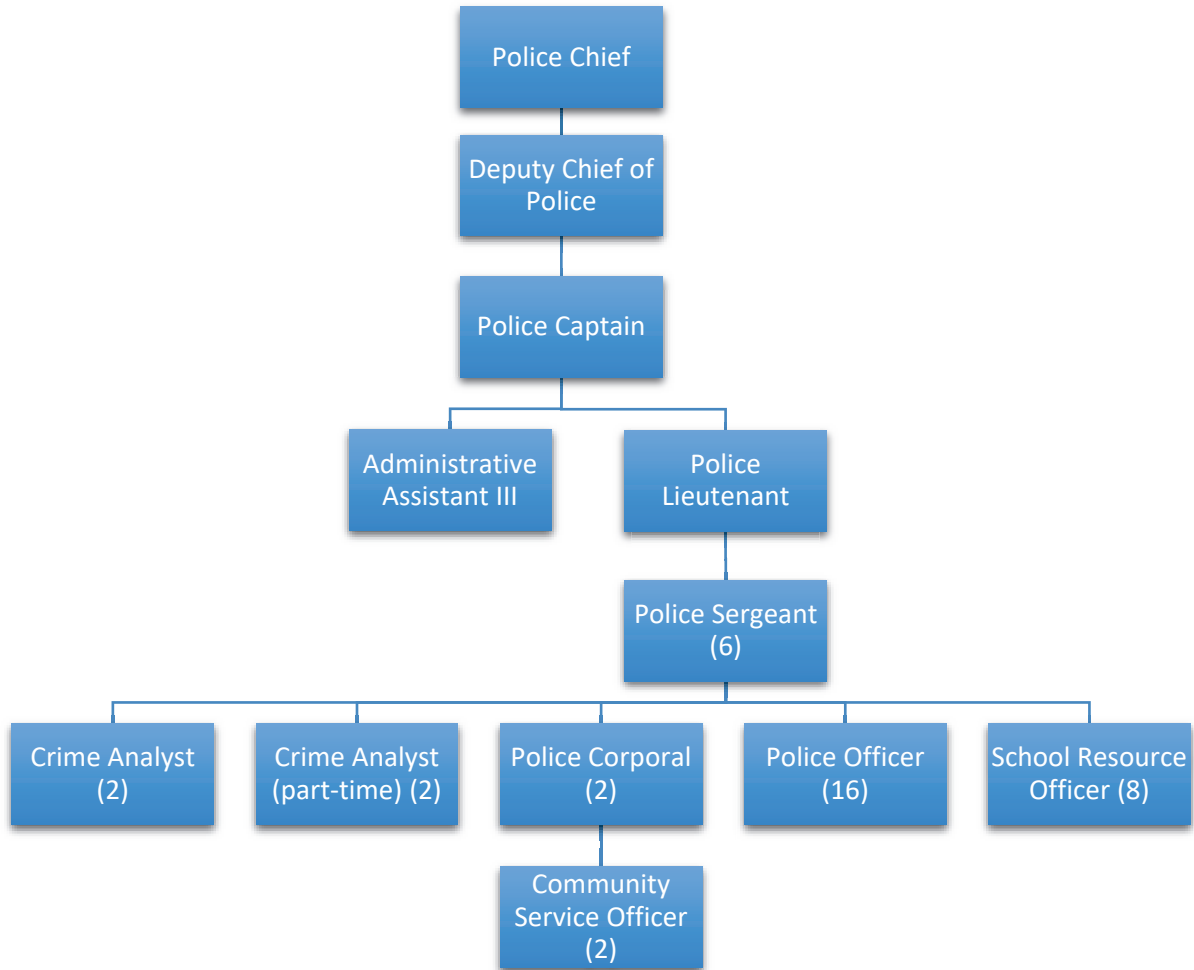 Police Chief
Deputy Chief of
Police
Police Captain
Administrative
Assistant III
Police
Lieutenant
Police Sergeant
(6)
Crime Analyst
(2)
Crime Analyst
(part-time) (2)
Police Corporal
(2)
Police Officer
(16)
School Resource
Officer (8)
Community
Service Officer
(2)